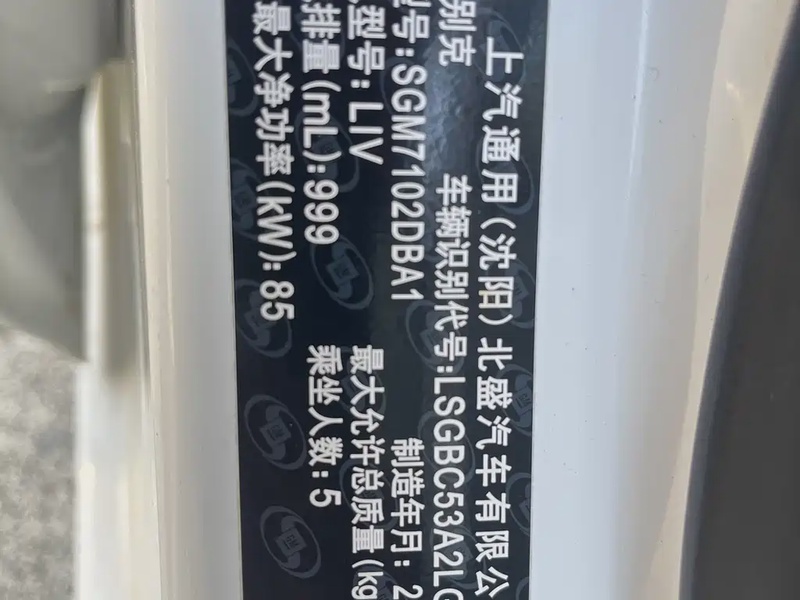 上汽通用(沈阳)北盛汽车有限公
别克
车辆识别代号:LSGBC53A2LG
号:SGM7102DBA1
制造年月:2
型号:LIV
最大允许总质量(kg
排量(mL):999
乘坐人数:5
最大净功率(kW):85